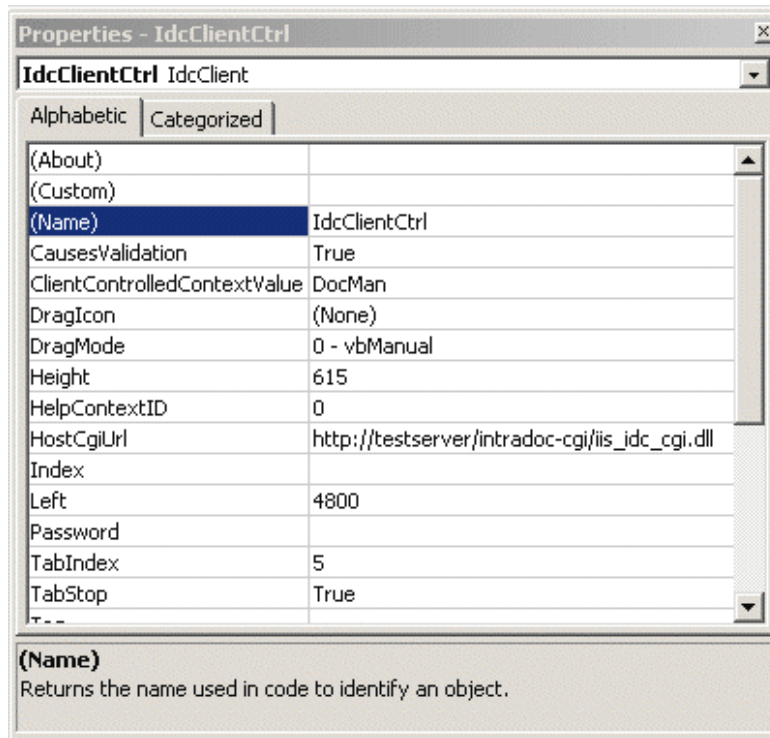 Properties - IdcClientCtrl
IdcClientCtrl IdcClient
Alphabetic Categorized
(About)
(Custom)
(Name) IdcClientCtrl
CausesValidation True
ClientControlledContextValue DocMan
DragIcon (None)
DragMode 0 - vbManual
Height 615
HelpContextID 0
HostCgiUrl http://testserver/intradoc-cgi/iis_idc_cgi.dll
Index
Left 4800
Password
TabIndex 5
TabStop True
(Name)
Returns the name used in code to identify an object.